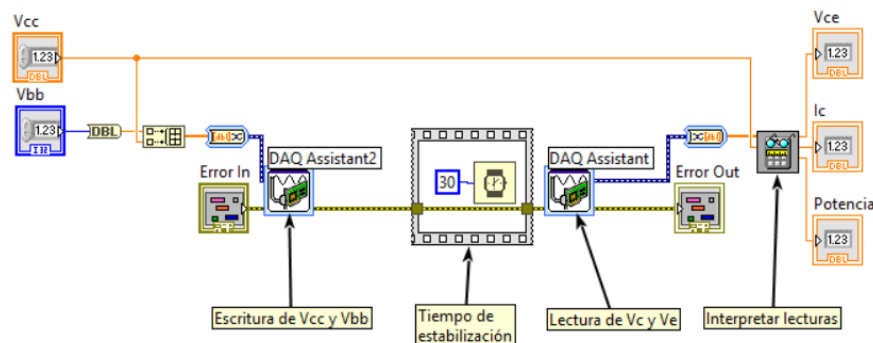 Vcc
1.23
DBL
Vbb
1.23
I32
DBL
Error In
DAQ Assistant2
30
DAQ Assistant
Error Out
Vce
1.23
DBL
Ic
1.23
DBL
Potencia
1.23
DBL
Escritura de Vcc y Vbb
Tiempo de
estabilización
Lectura de Vc y Ve
Interpretar lecturas